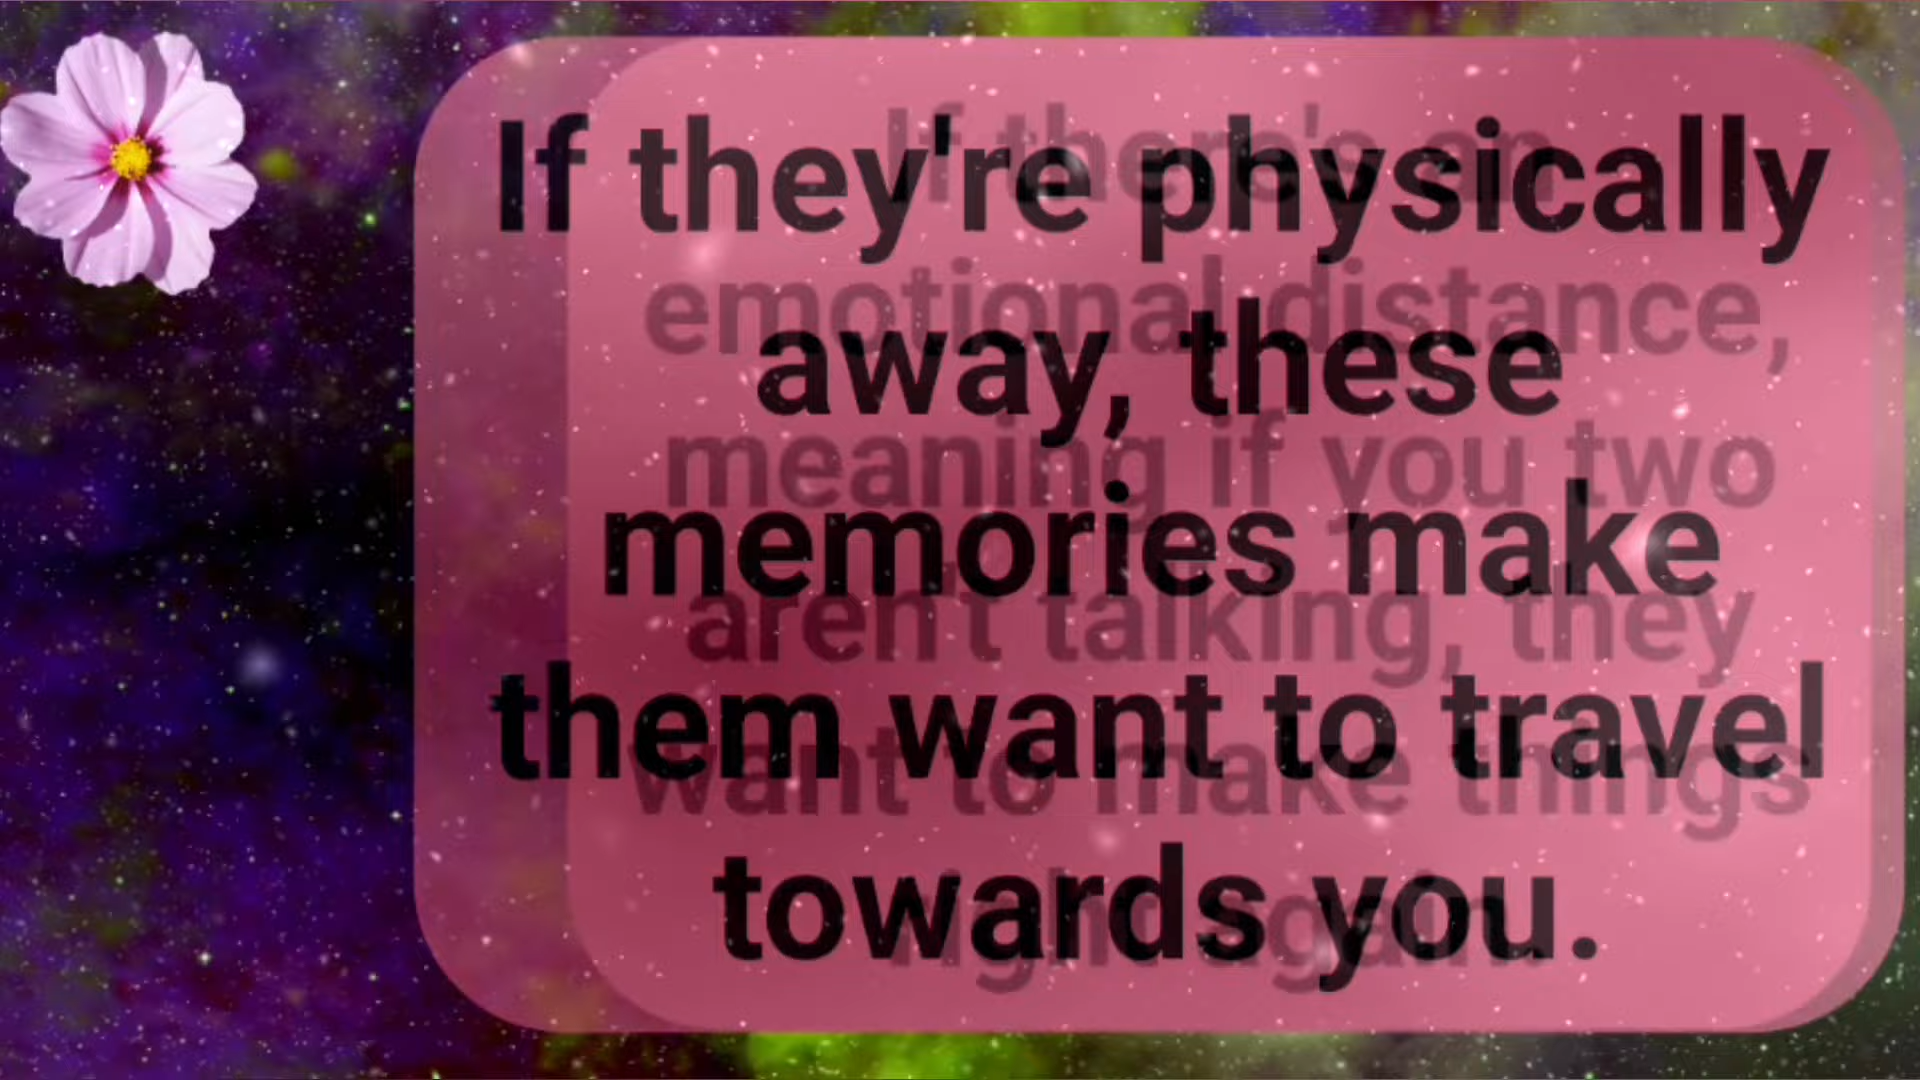 If they're physically
away, these
memories make
them want to travel
towards you.
If there's an
emotional distance,
meaning if you two
aren't talking, they
want to make things
right again.